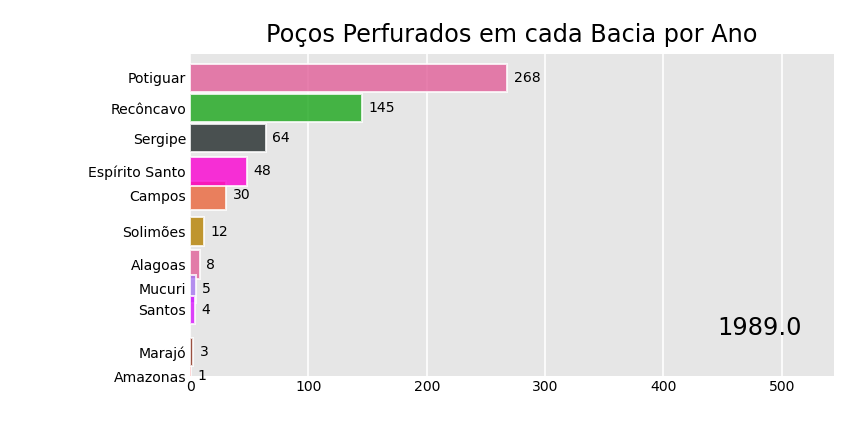 Poços Perfurados em cada Bacia por Ano
Potiguar 268
Recôncavo 145
Sergipe 64
Espírito Santo 48
Campos 30
Solimões 12
Alagoas 8
Mucuri 5
Santos 4
1989.0
Marajó 3
Amazonas 1
0 100 200 300 400 500